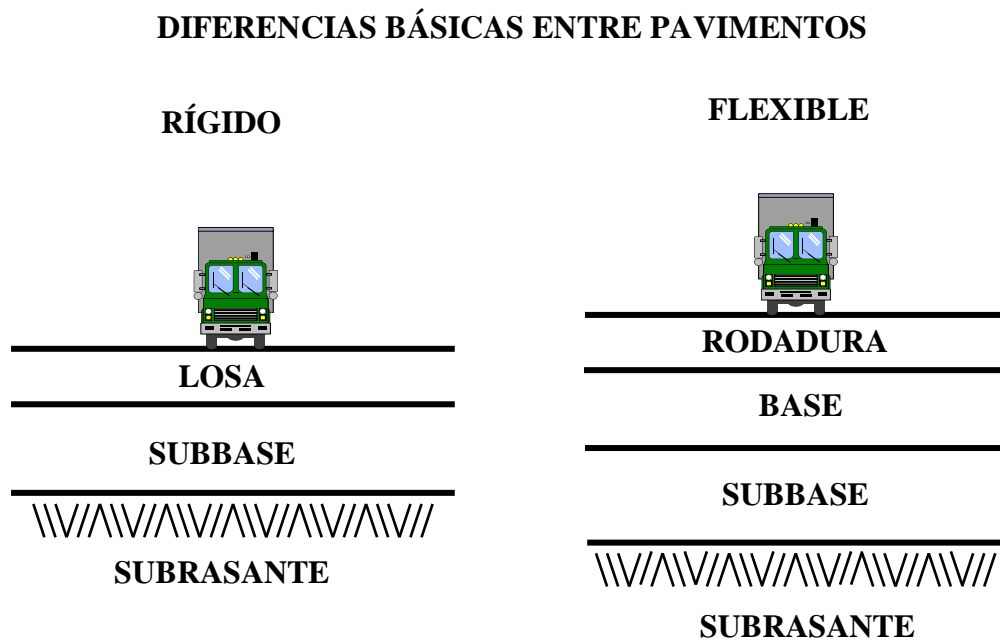 DIFERENCIAS BÁSICAS ENTRE PAVIMENTOS
RÍGIDO
LOSA
SUBBASE
SUBRASANTE
FLEXIBLE
RODADURA
BASE
SUBBASE
SUBRASANTE